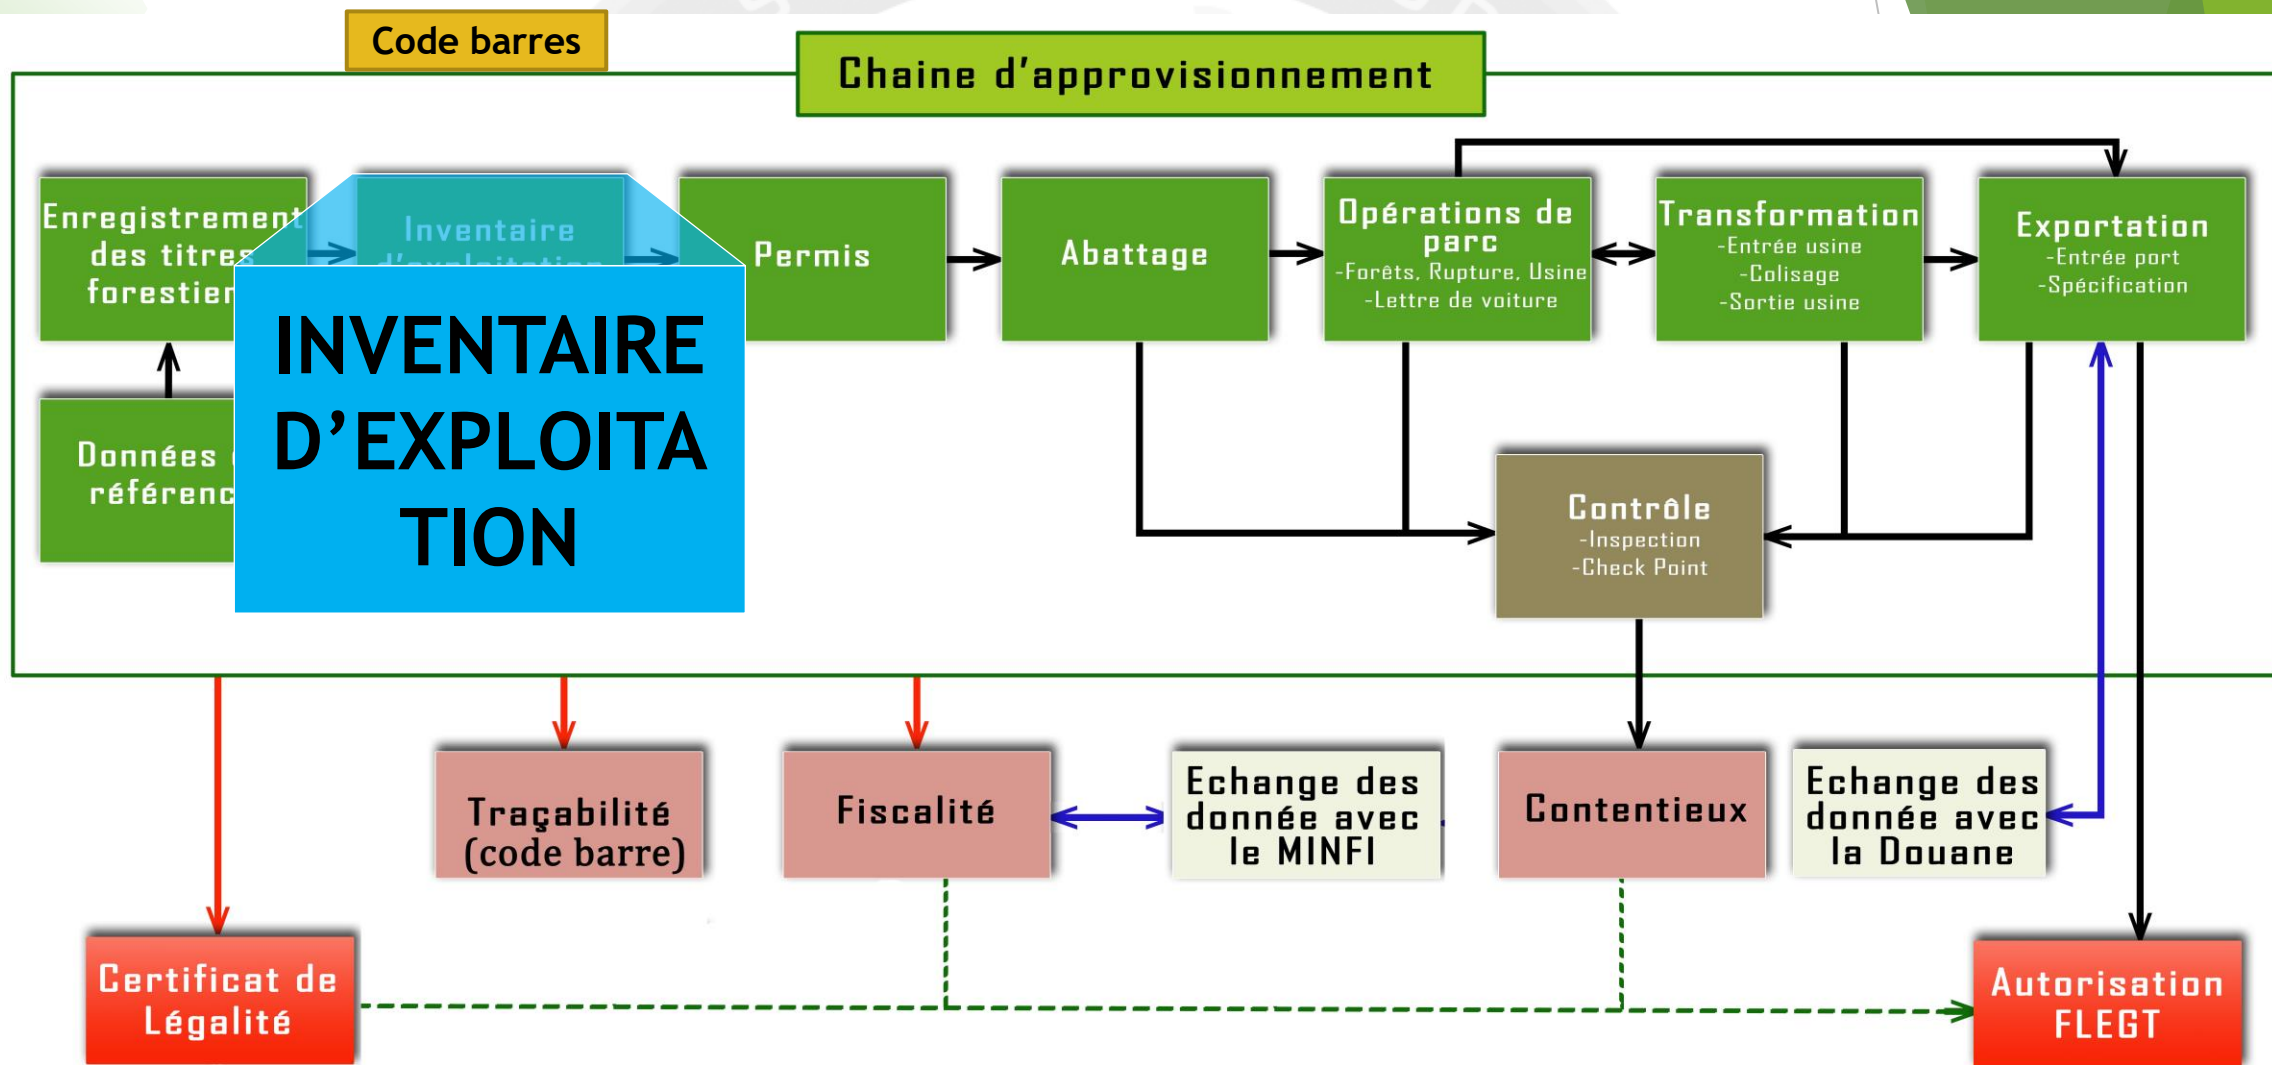 Code barres
Chaine d'approvisionnement
Enregistrement
des titres
forestier
Inventaire
d'exploitation
Permis
Abattage
Opérations de
parc
-Forêts, Rupture, Usine
-Lettre de voiture
Transformation
-Entrée usine
-Colisage
-Sortie usine
Exportation
-Entrée port
-Spécification
INVENTAIRE
D’EXPLOITA
TION
Données
référenc
Contrôle
-Inspection
-Check Point
Traçabilité
(code barre)
Fiscalité
Echange des
donnée avec
le MINFI
Contentieux
Echange des
donnée avec
la Douane
Certificat de
Légalité
Autorisation
FLEGT